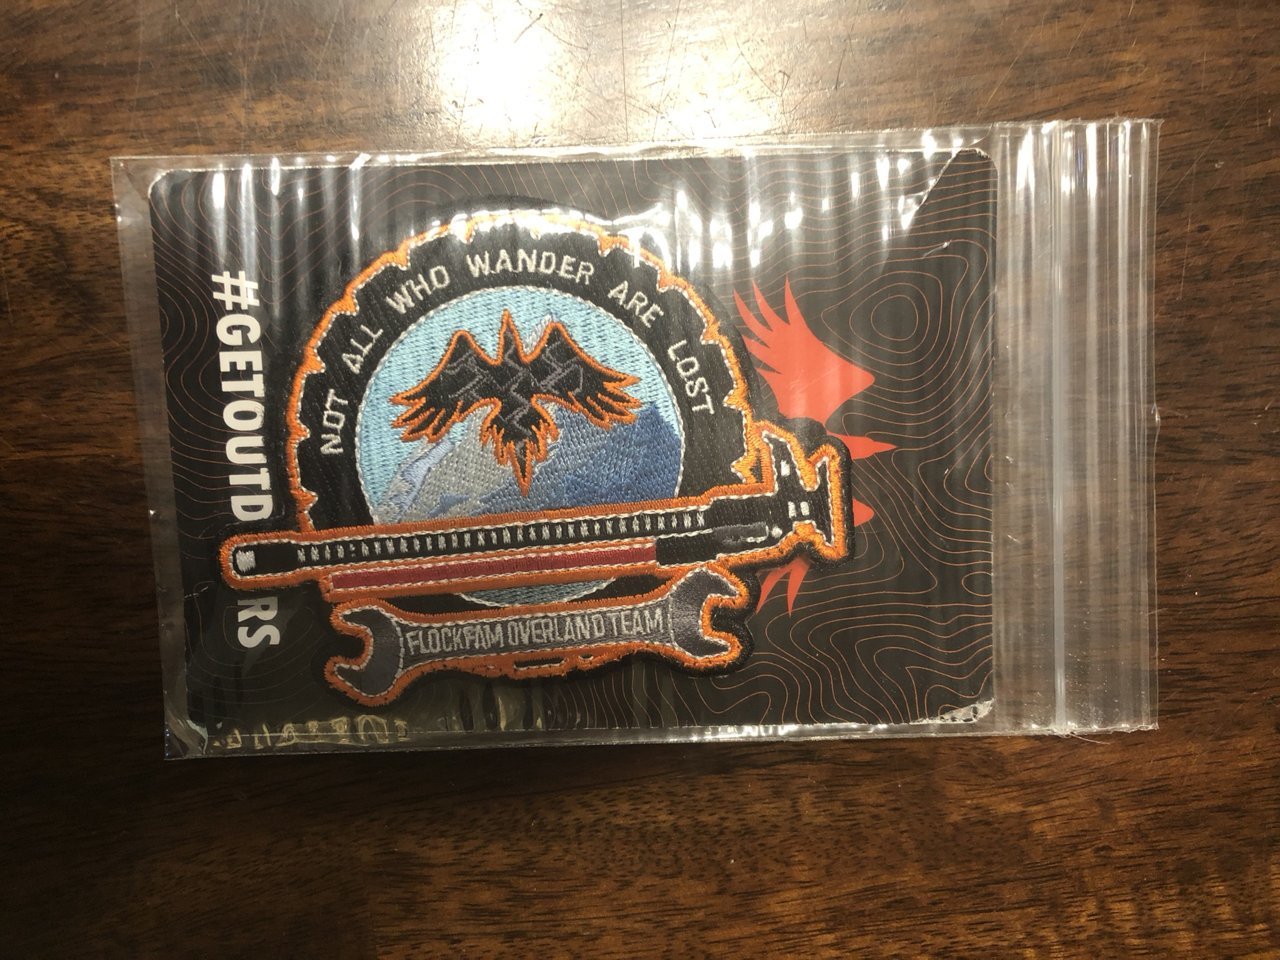 NOT ALL WHO WANDER ARE LOST
FLOCKFAM OVERLAND TEAM